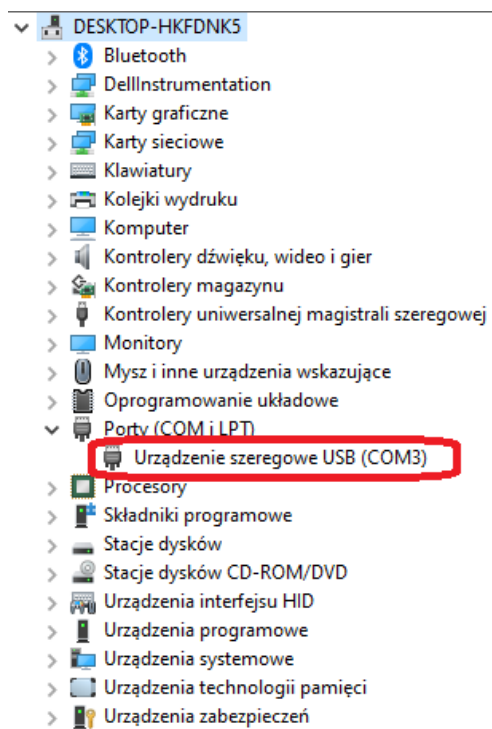 DESKTOP-HKFDNK5
Bluetooth
DellInstrumentation
Karty graficzne
Karty sieciowe
Klawiatury
Kolejki wydruku
Komputer
Kontrolery dźwięku, wideo i gier
Kontrolery magazynu
Kontrolery uniwersalnej magistrali szeregowej
Monitory
Mysz i inne urządzenia wskazujące
Oprogramowanie układowe
Porty (COM i LPT)
Urządzenie szeregowe USB (COM3)
Procesory
Składniki programowe
Stacje dysków
Stacje dysków CD-ROM/DVD
Urządzenia interfejsu HID
Urządzenia programowe
Urządzenia systemowe
Urządzenia technologii pamięci
Urządzenia zabezpieczeń